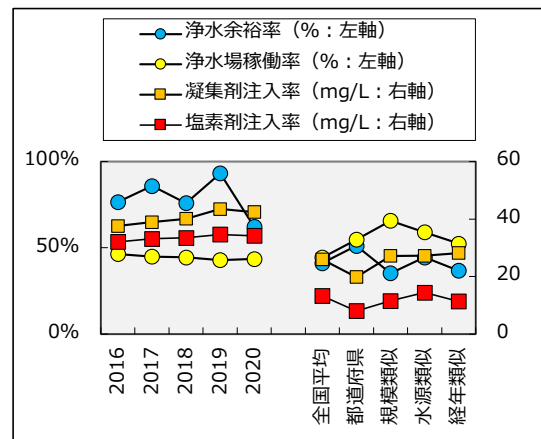 浄水余裕率（%：左軸）
浄水場稼働率（%：左軸）
凝集剤注入率（mg/L：右軸）
塩素剤注入率（mg/L：右軸）
100%
50%
0%
60
40
20
0
2016
2017
2018
2019
2020
全国平均
都道府県
規模類似
水源類似
経年類似